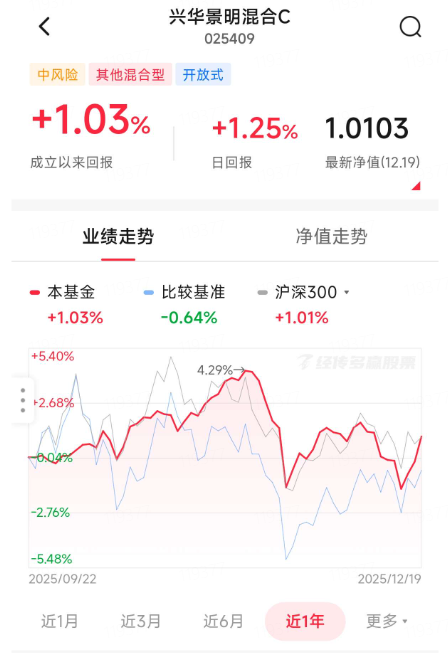 兴华景明混合C
025409
中风险 其他混合型 开放式
+1.03% +1.25% 1.0103
成立以来回报 日回报 最新净值(12.19)
业绩走势 净值走势
本基金 比较基准 沪深300
+1.03% -0.64% +1.01%
+5.40%
4.29%
经传多赢股票
+2.68%
-0.04%
-2.76%
-5.48%
2025/09/22 2025/12/19
近1月 近3月 近6月 近1年 更多